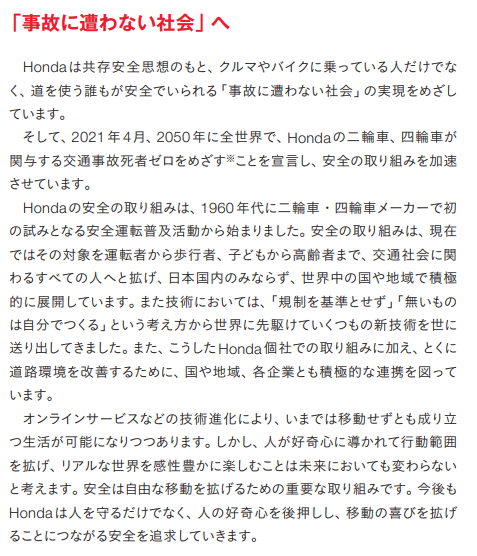 「事故に遭わない社会」へ
Hondaは共存安全思想のもと、クルマやバイクに乗っている人だけでな
く、道を使う誰もが安全でいられる「事故に遭わない社会」の実現をめざし
ています。
そして、2021年4月、2050年に全世界で、Hondaの二輪車、四輪車が
関与する交通事故死者ゼロをめざす※ことを宣言し、安全の取り組みを加速
させています。
Hondaの安全の取り組みは、1960年代に二輪車・四輪車メーカーで初
の試みとなる安全運転普及活動から始まりました。安全の取り組みは、現在
ではその対象を運転者から歩行者、子どもから高齢者まで、交通社会に関
わるすべての人へと拡げ、日本国内のみならず、世界中の国や地域で積極
的に展開しています。また技術においては、「規制を基準とせず」「無いもの
は自分でつくる」という考え方から世界に先駆けていくつもの新技術を世に
送り出してきました。また、こうしたHonda個社での取り組みに加え、とくに
道路環境を改善するために、国や地域、各企業とも積極的な連携を図って
います。
オンラインサービスなどの技術進化により、いまでは移動せずとも成り立
つ生活が可能になりつつあります。しかし、人が好奇心に導かれて行動範囲
を拡げ、リアルな世界を感性豊かに楽しむことは未来においても変わらない
と考えます。安全は自由な移動を拡げるための重要な取り組みです。今後も
Hondaは人を守るだけでなく、人の好奇心を後押しし、移動の喜びを拡げ
ることにつながる安全を追求していきます。